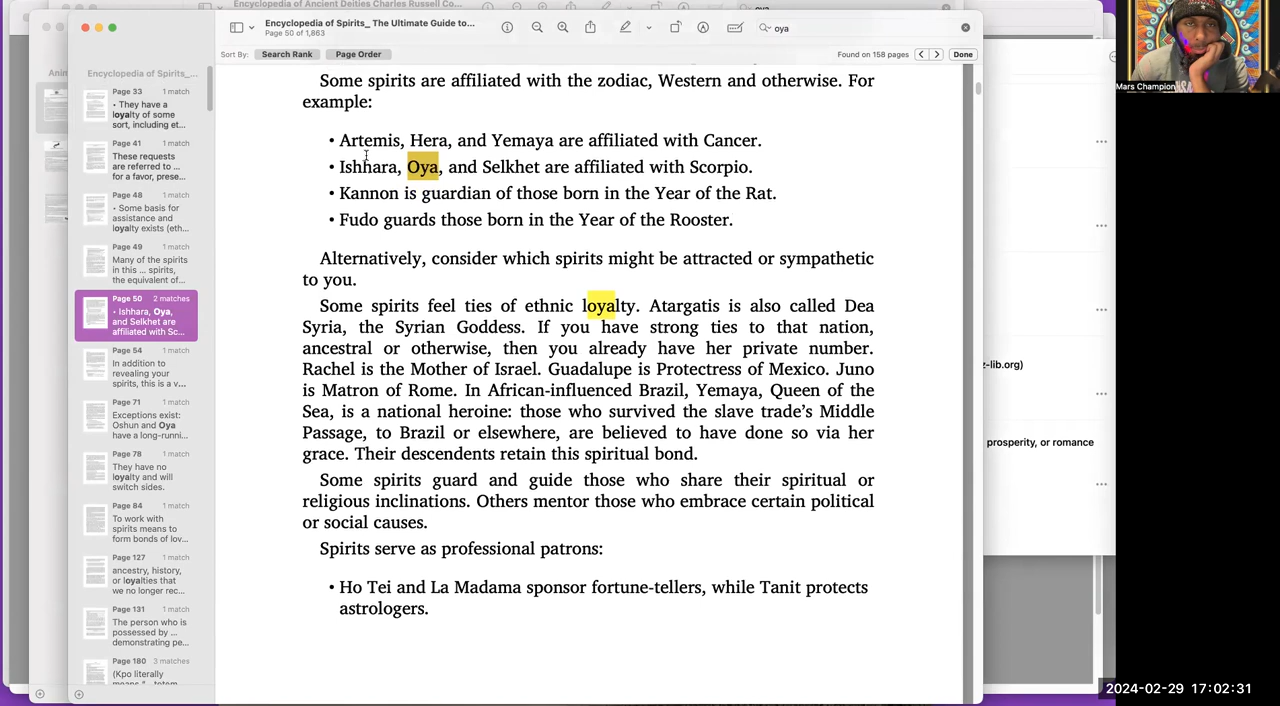 Encyclopedia of Ancient Deities Charles Russell Co...
oya
Encyclopedia of Spirits_ The Ultimate Guide to...
Page 50 of 1,863
oya
Sort By: Search Rank Page Order
Found on 158 pages
Done
Anin
Encyclopedia of Spirits_...
Page 33 1 match
• They have a
loyalty of some
sort, including et...
Page 41 1 match
These requests
are referred to ...
for a favor, prese...
Page 48 1 match
• Some basis for
assistance and
loyalty exists (eth...
Page 49 1 match
Many of the spirits
in this ... spirits,
the equivalent of...
Page 50 2 matches
• Ishhara, Oya,
and Selkhet are
affiliated with Sc...
Page 54 1 match
In addition to
revealing your
spirits, this is a v...
Page 71 1 match
Exceptions exist:
Oshun and Oya
have a long-runni...
Page 78 1 match
They have no
loyalty and will
switch sides.
Page 84 1 match
To work with
spirits means to
form bonds of lov...
Page 127 1 match
ancestry, history,
or loyalties that
we no longer rec...
Page 131 1 match
The person who is
possessed by ...
demonstrating pe...
Page 180 3 matches
(Kpo literally
Some spirits are affiliated with the zodiac, Western and otherwise. For
example:
• Artemis, Hera, and Yemaya are affiliated with Cancer.
• Ishhara, Oya, and Selkhet are affiliated with Scorpio.
• Kannon is guardian of those born in the Year of the Rat.
• Fudo guards those born in the Year of the Rooster.
Alternatively, consider which spirits might be attracted or sympathetic
to you.
Some spirits feel ties of ethnic loyalty. Atargatis is also called Dea
Syria, the Syrian Goddess. If you have strong ties to that nation,
ancestral or otherwise, then you already have her private number.
Rachel is the Mother of Israel. Guadalupe is Protectress of Mexico. Juno
is Matron of Rome. In African-influenced Brazil, Yemaya, Queen of the
Sea, is a national heroine: those who survived the slave trade's Middle
Passage, to Brazil or elsewhere, are believed to have done so via her
grace. Their descendents retain this spiritual bond.
Some spirits guard and guide those who share their spiritual or
religious inclinations. Others mentor those who embrace certain political
or social causes.
Spirits serve as professional patrons:
• Ho Tei and La Madama sponsor fortune-tellers, while Tanit protects
astrologers.
z-lib.org)
prosperity, or romance
Mars Champion
2024-02-29 17:02:31